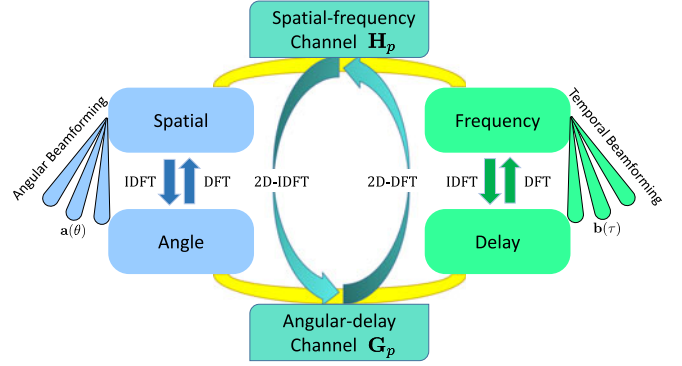 Spatial-frequency
Channel H_p
Angular Beamforming
Spatial
Frequency
Temporal Beamforming
IDFT
DFT
2D-IDFT
2D-DFT
IDFT
DFT
a(θ)
b(τ)
Angle
Delay
Angular-delay
Channel G_p